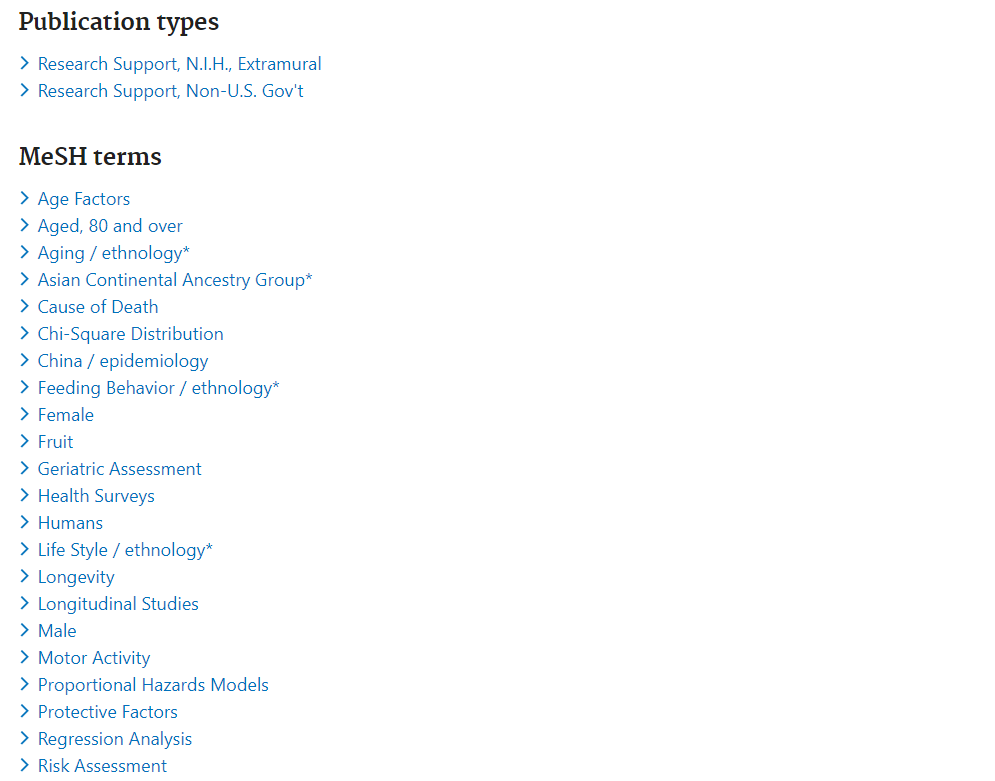 Publication types
Research Support, N.I.H., Extramural
Research Support, Non-U.S. Gov't
MeSH terms
Age Factors
Aged, 80 and over
Aging / ethnology*
Asian Continental Ancestry Group*
Cause of Death
Chi-Square Distribution
China / epidemiology
Feeding Behavior / ethnology*
Female
Fruit
Geriatric Assessment
Health Surveys
Humans
Life Style / ethnology*
Longevity
Longitudinal Studies
Male
Motor Activity
Proportional Hazards Models
Protective Factors
Regression Analysis
Risk Assessment